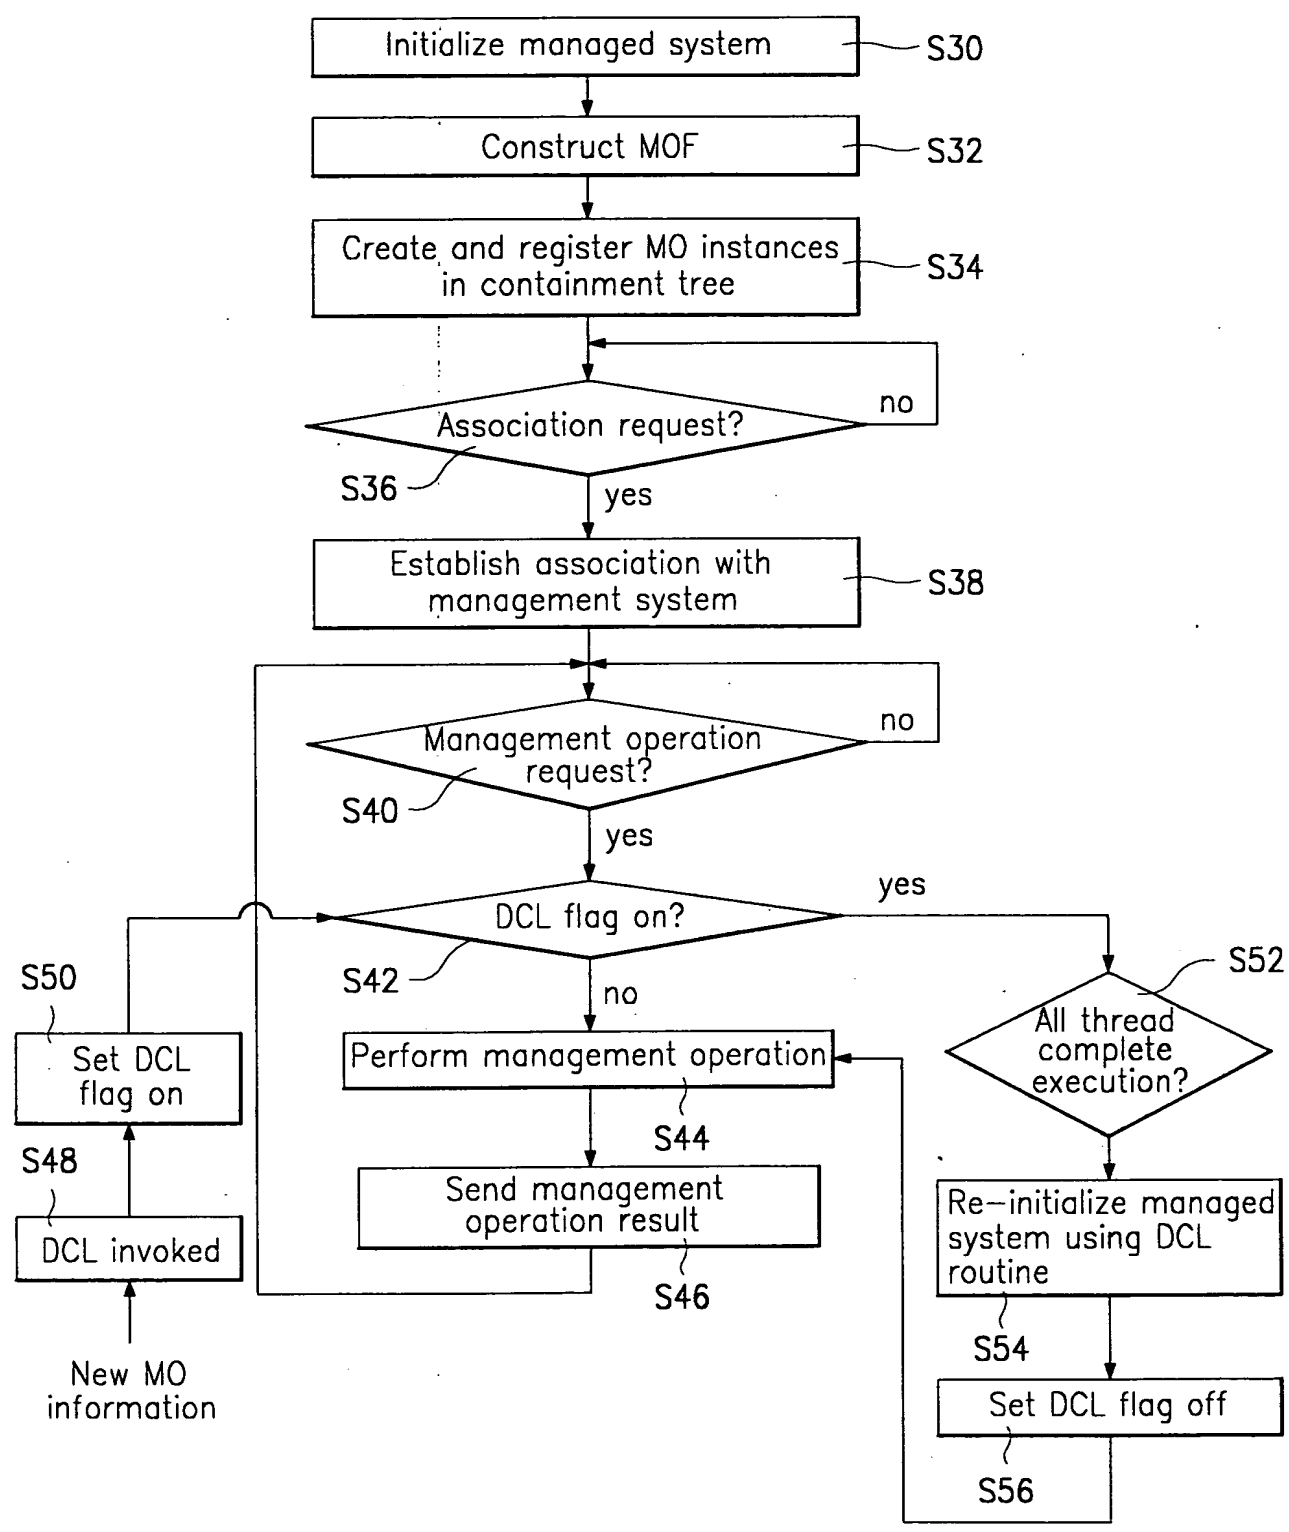 Initialize managed system
S30
Construct MOF
S32
Create and register MO instances
in containment tree
S34
no
Association request?
S36
yes
Establish association with
management system
S38
no
Management operation
request?
S40
yes
yes
DCL flag on?
S42
no
S52
All thread
complete
execution?
S50
Set DCL
flag on
Perform management operation
S44
S48
DCL invoked
Send management
operation result
S46
Re-initialize managed
system using DCL
routine
S54
New MO
information
Set DCL flag off
S56